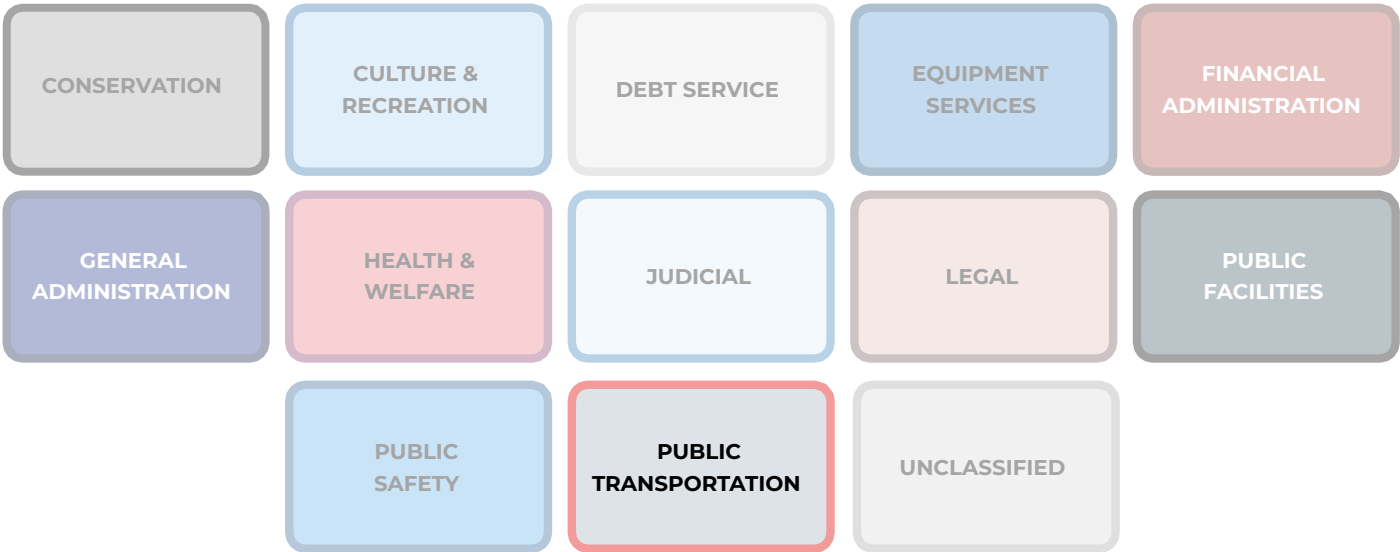 CONSERVATION
CULTURE &
RECREATION
DEBT SERVICE
EQUIPMENT
SERVICES
FINANCIAL
ADMINISTRATION
GENERAL
ADMINISTRATION
HEALTH &
WELFARE
JUDICIAL
LEGAL
PUBLIC
FACILITIES
PUBLIC
SAFETY
PUBLIC
TRANSPORTATION
UNCLASSIFIED